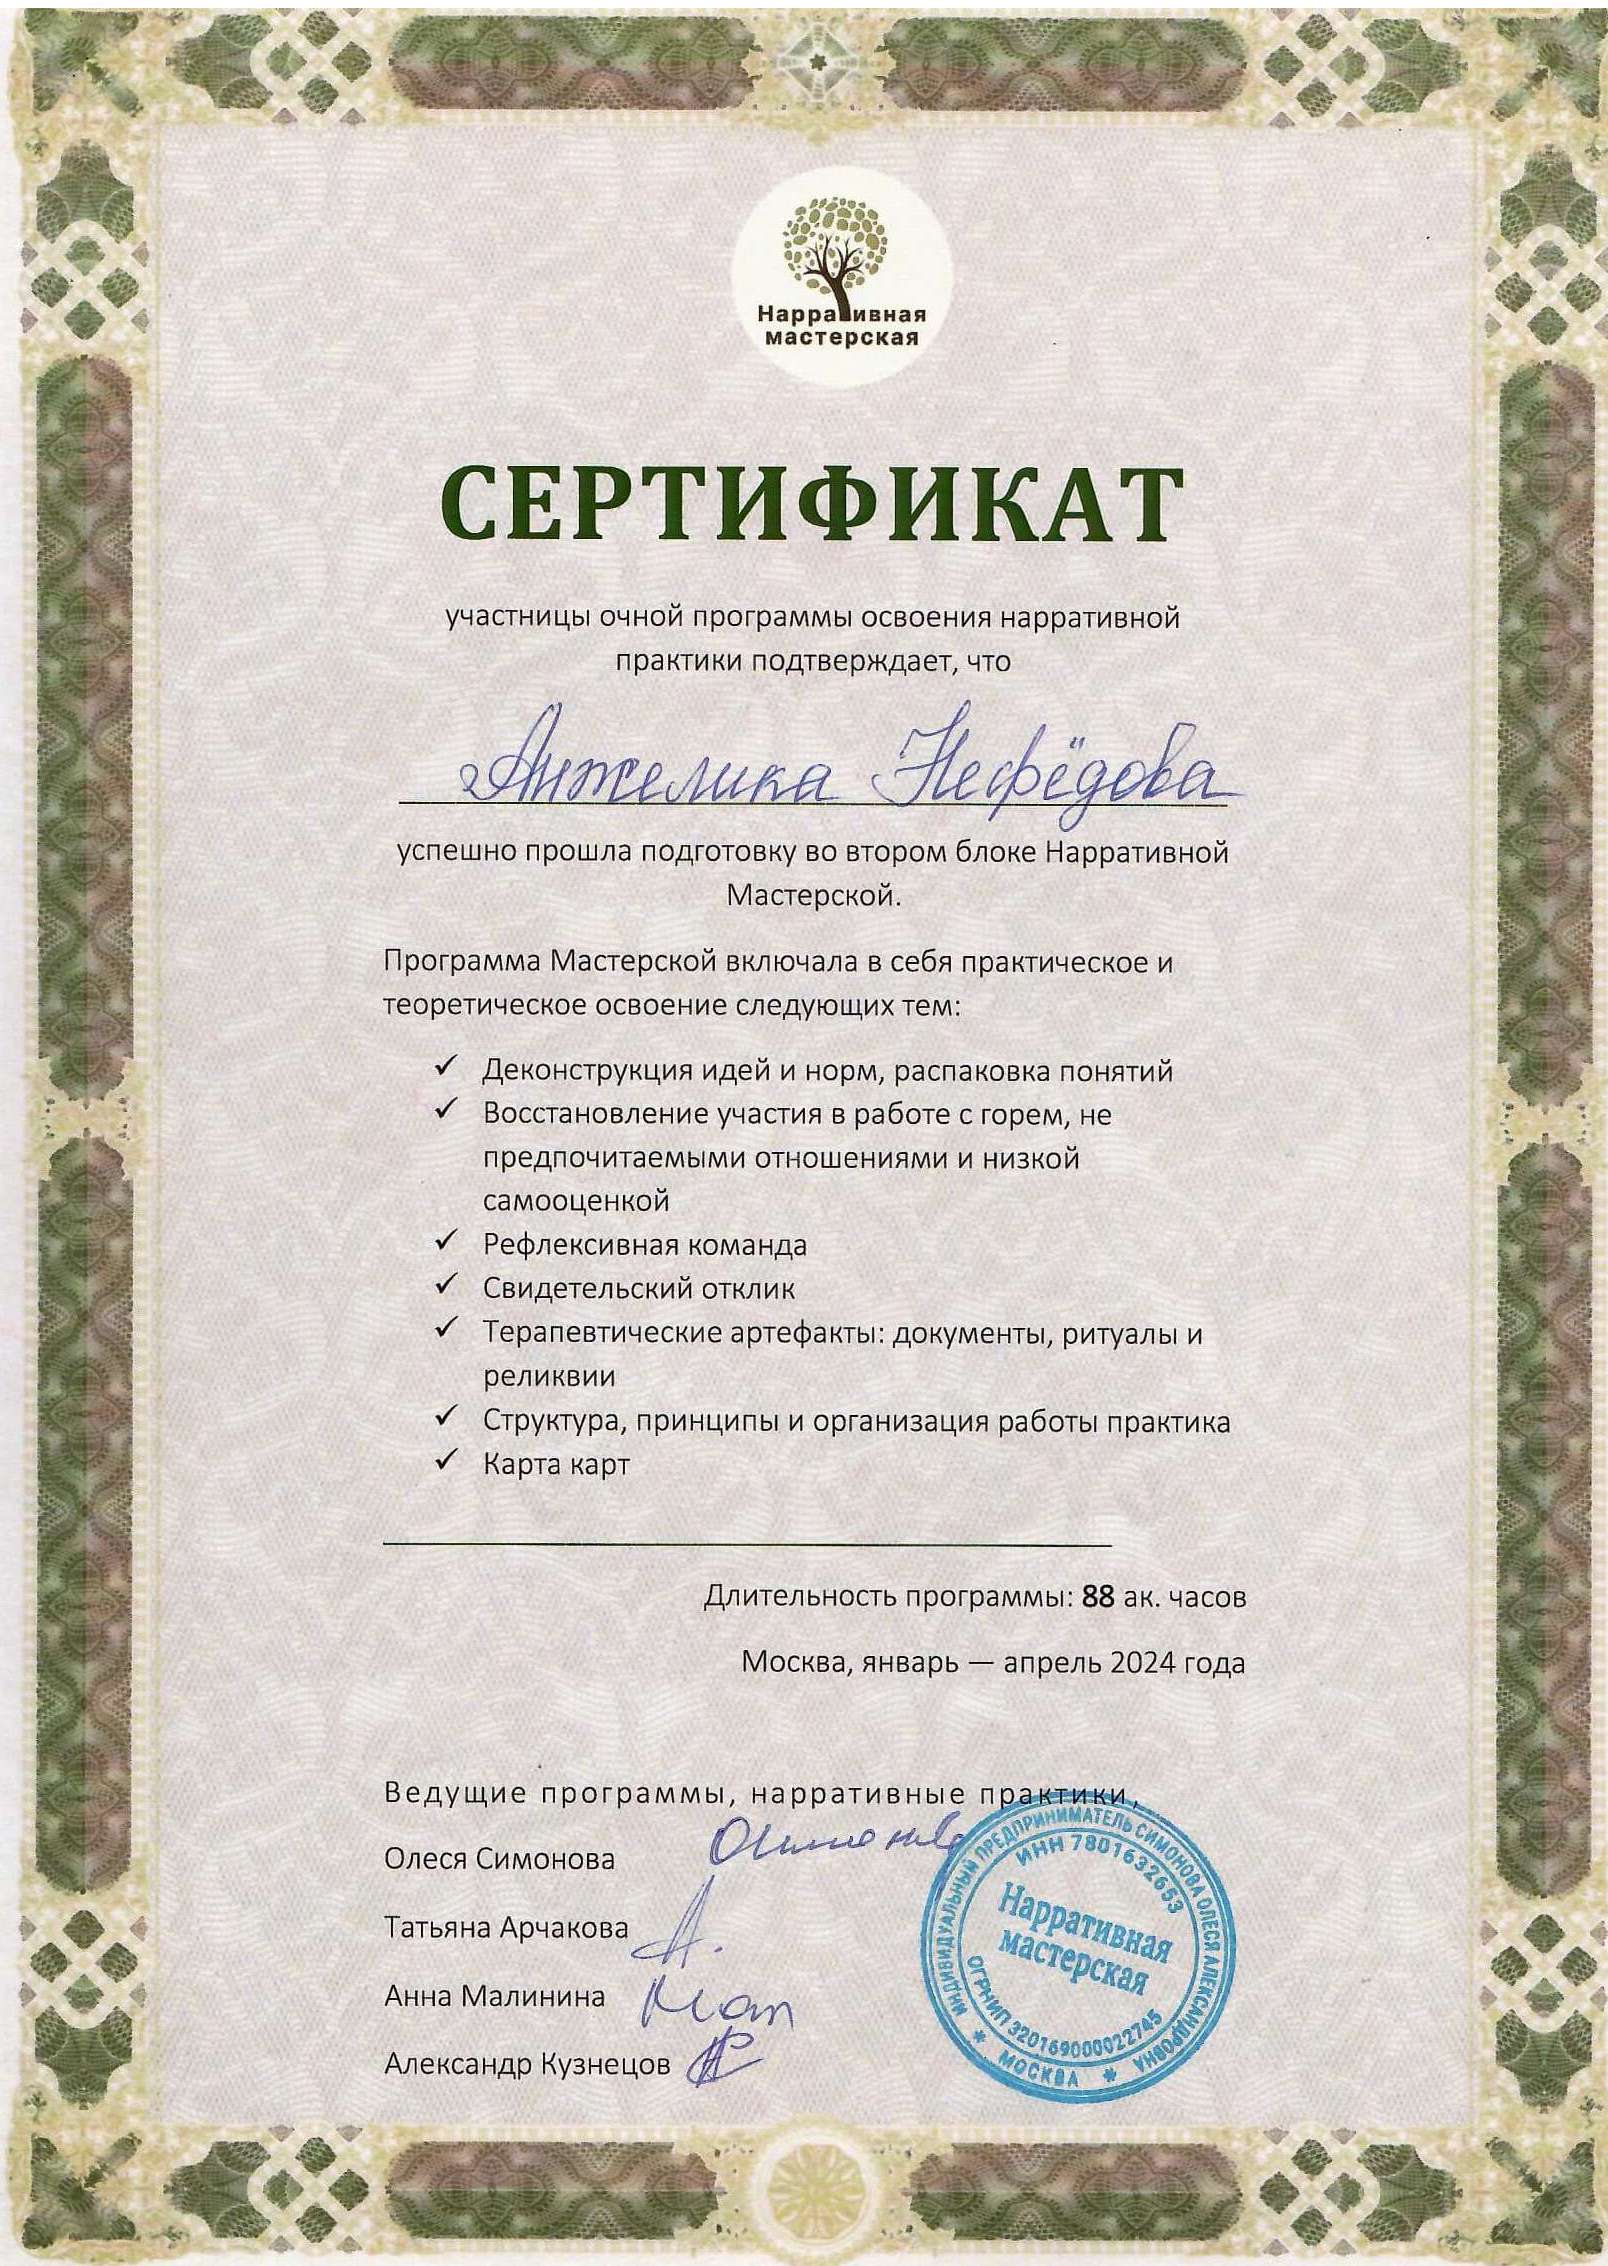 Нарративная
мастерская
СЕРТИФИКАТ
участницы очной программы освоения нарративной
практики подтверждает, что
Анжелика Нефёдова
успешно прошла подготовку во втором блоке Нарративной
Мастерской.
Программа Мастерской включала в себя практическое и
теоретическое освоение следующих тем:
✓ Деконструкция идей и норм, распаковка понятий
✓ Восстановление участия в работе с горем, не
предпочитаемыми отношениями и низкой
самооценкой
✓ Рефлексивная команда
✓ Свидетельский отклик
✓ Терапевтические артефакты: документы, ритуалы и
реликвии
✓ Структура, принципы и организация работы практика
✓ Карта карт
Длительность программы: 88 ак. часов
Москва, январь — апрель 2024 года
Ведущие программы, нарративные практики,
Олеся Симонова
Татьяна Арчакова
Анна Малинина
Александр Кузнецов
ИНДИВИДУАЛЬНЫЙ ПРЕДПРИНИМАТЕЛЬ СИМОНОВА ОЛЕСЯ АЛЕКСАНДРОВНА
ИНН 7801632653
Нарративная
мастерская
ОГРНИП 320169000022745
* МОСКВА *